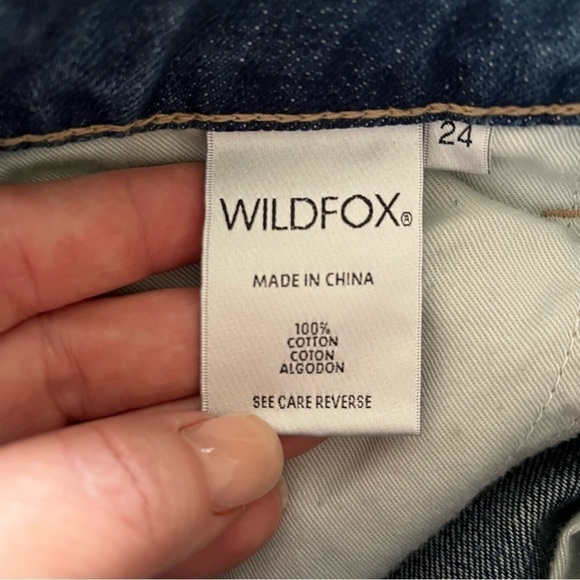 24
WILDFOX®
MADE IN CHINA
100%
COTTON
COTON
ALGODON
SEE CARE REVERSE